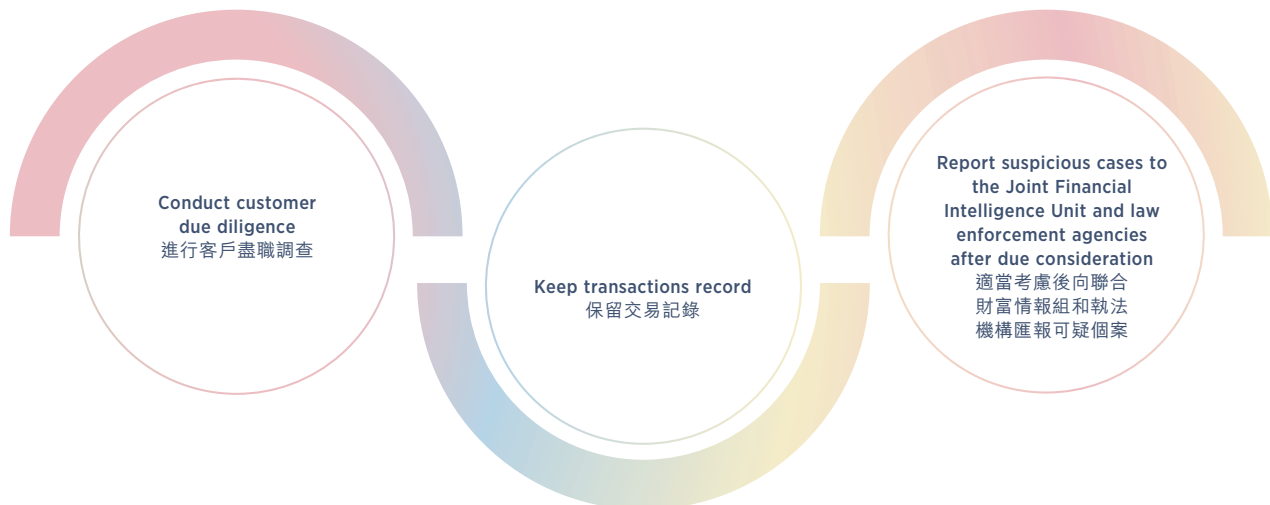 Conduct customer
due diligence
進行客戶盡職調查
Keep transactions record
保留交易記錄
Report suspicious cases to
the Joint Financial
Intelligence Unit and law
enforcement agencies
after due consideration
適當考慮後向聯合
財富情報組和執法
機構匯報可疑個案